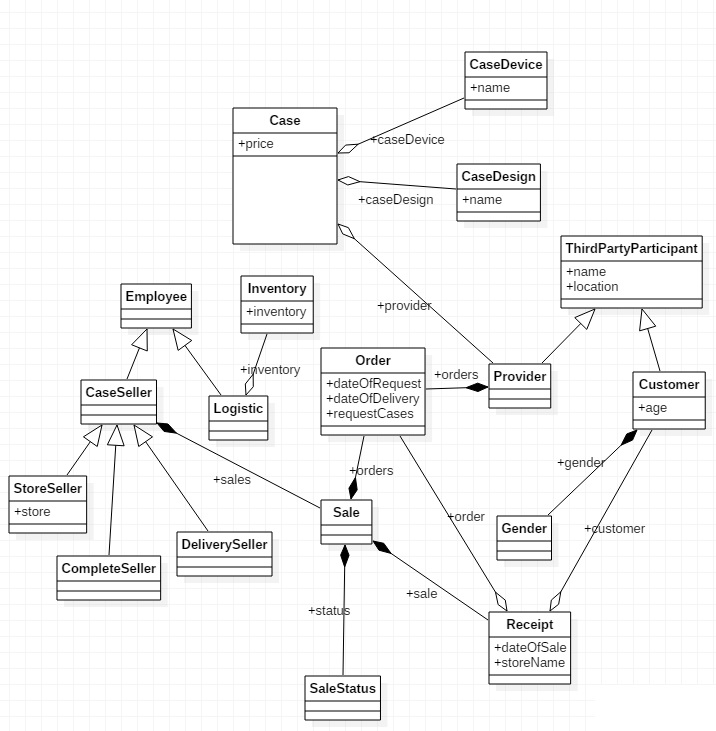 CaseDevice
+name
Case
+price
+caseDevice
CaseDesign
+name
+caseDesign
ThirdPartyParticipant
+name
+location
Employee
Inventory
+inventory
+provider
Order
+dateOfRequest
+dateOfDelivery
+requestCases
+inventory
+orders
Provider
Customer
+age
CaseSeller
Logistic
+gender
+orders
+sales
StoreSeller
+store
Sale
+order
Gender
+customer
DeliverySeller
CompleteSeller
+sale
+status
Receipt
+dateOfSale
+storeName
SaleStatus